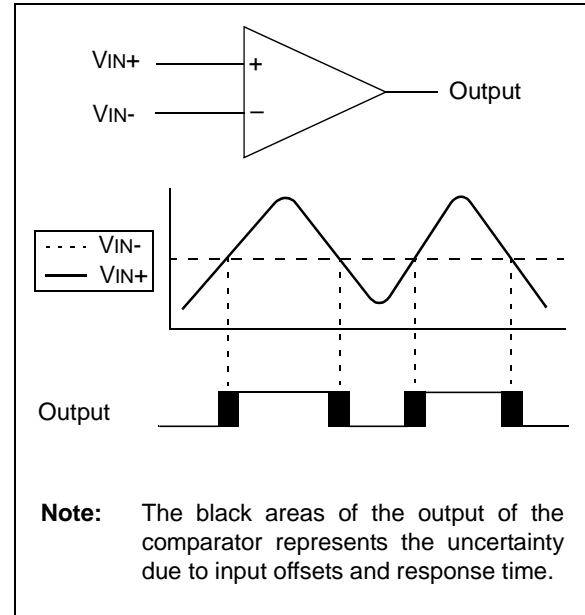 VIN+
+
Output
VIN-
–
VIN-
VIN+
Output
Note: The black areas of the output of the
comparator represents the uncertainty
due to input offsets and response time.